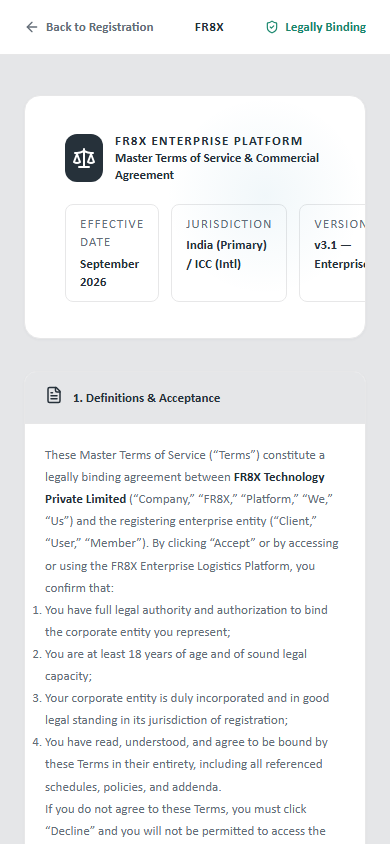 Back to Registration
FR8X
Legally Binding
FR8X ENTERPRISE PLATFORM
Master Terms of Service & Commercial
Agreement
EFFECTIVE
DATE
September
2026
JURISDICTION
India (Primary)
/ ICC (Intl)
VERSION
v3.1 —
Enterprise
1. Definitions & Acceptance
These Master Terms of Service (“Terms”) constitute a
legally binding agreement between FR8X Technology
Private Limited (“Company,” “FR8X,” “Platform,” “We,”
“Us”) and the registering enterprise entity (“Client,”
“User,” “Member”). By clicking “Accept” or by accessing
or using the FR8X Enterprise Logistics Platform, you
confirm that:
1. You have full legal authority and authorization to bind
the corporate entity you represent;
2. You are at least 18 years of age and of sound legal
capacity;
3. Your corporate entity is duly incorporated and in good
legal standing in its jurisdiction of registration;
4. You have read, understood, and agree to be bound by
these Terms in their entirety, including all referenced
schedules, policies, and addenda.
If you do not agree to these Terms, you must click
“Decline” and you will not be permitted to access the